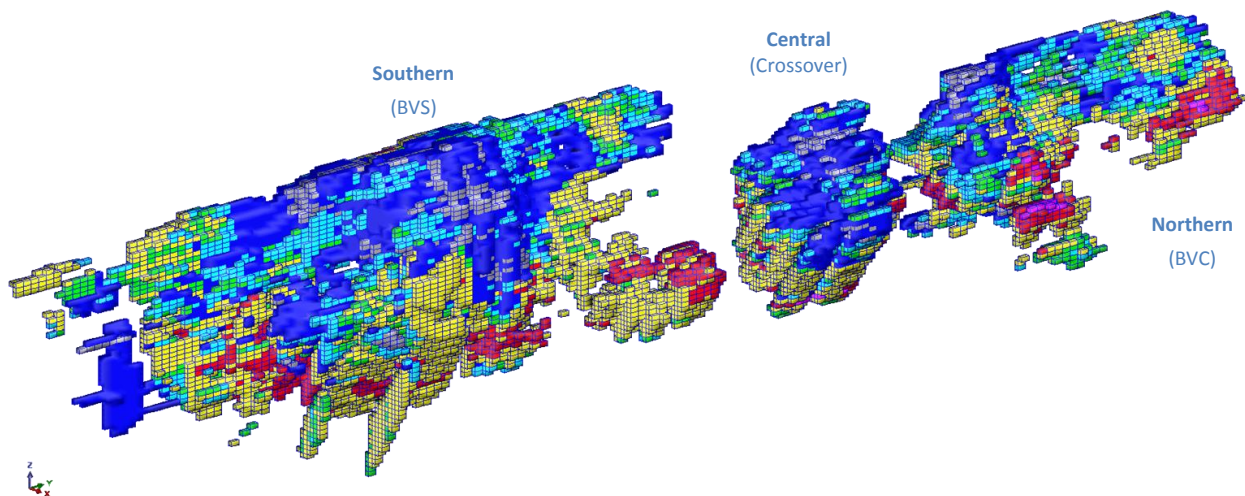 Southern
(BVS)
Central
(Crossover)
Northern
(BVC)
Z
Y
X